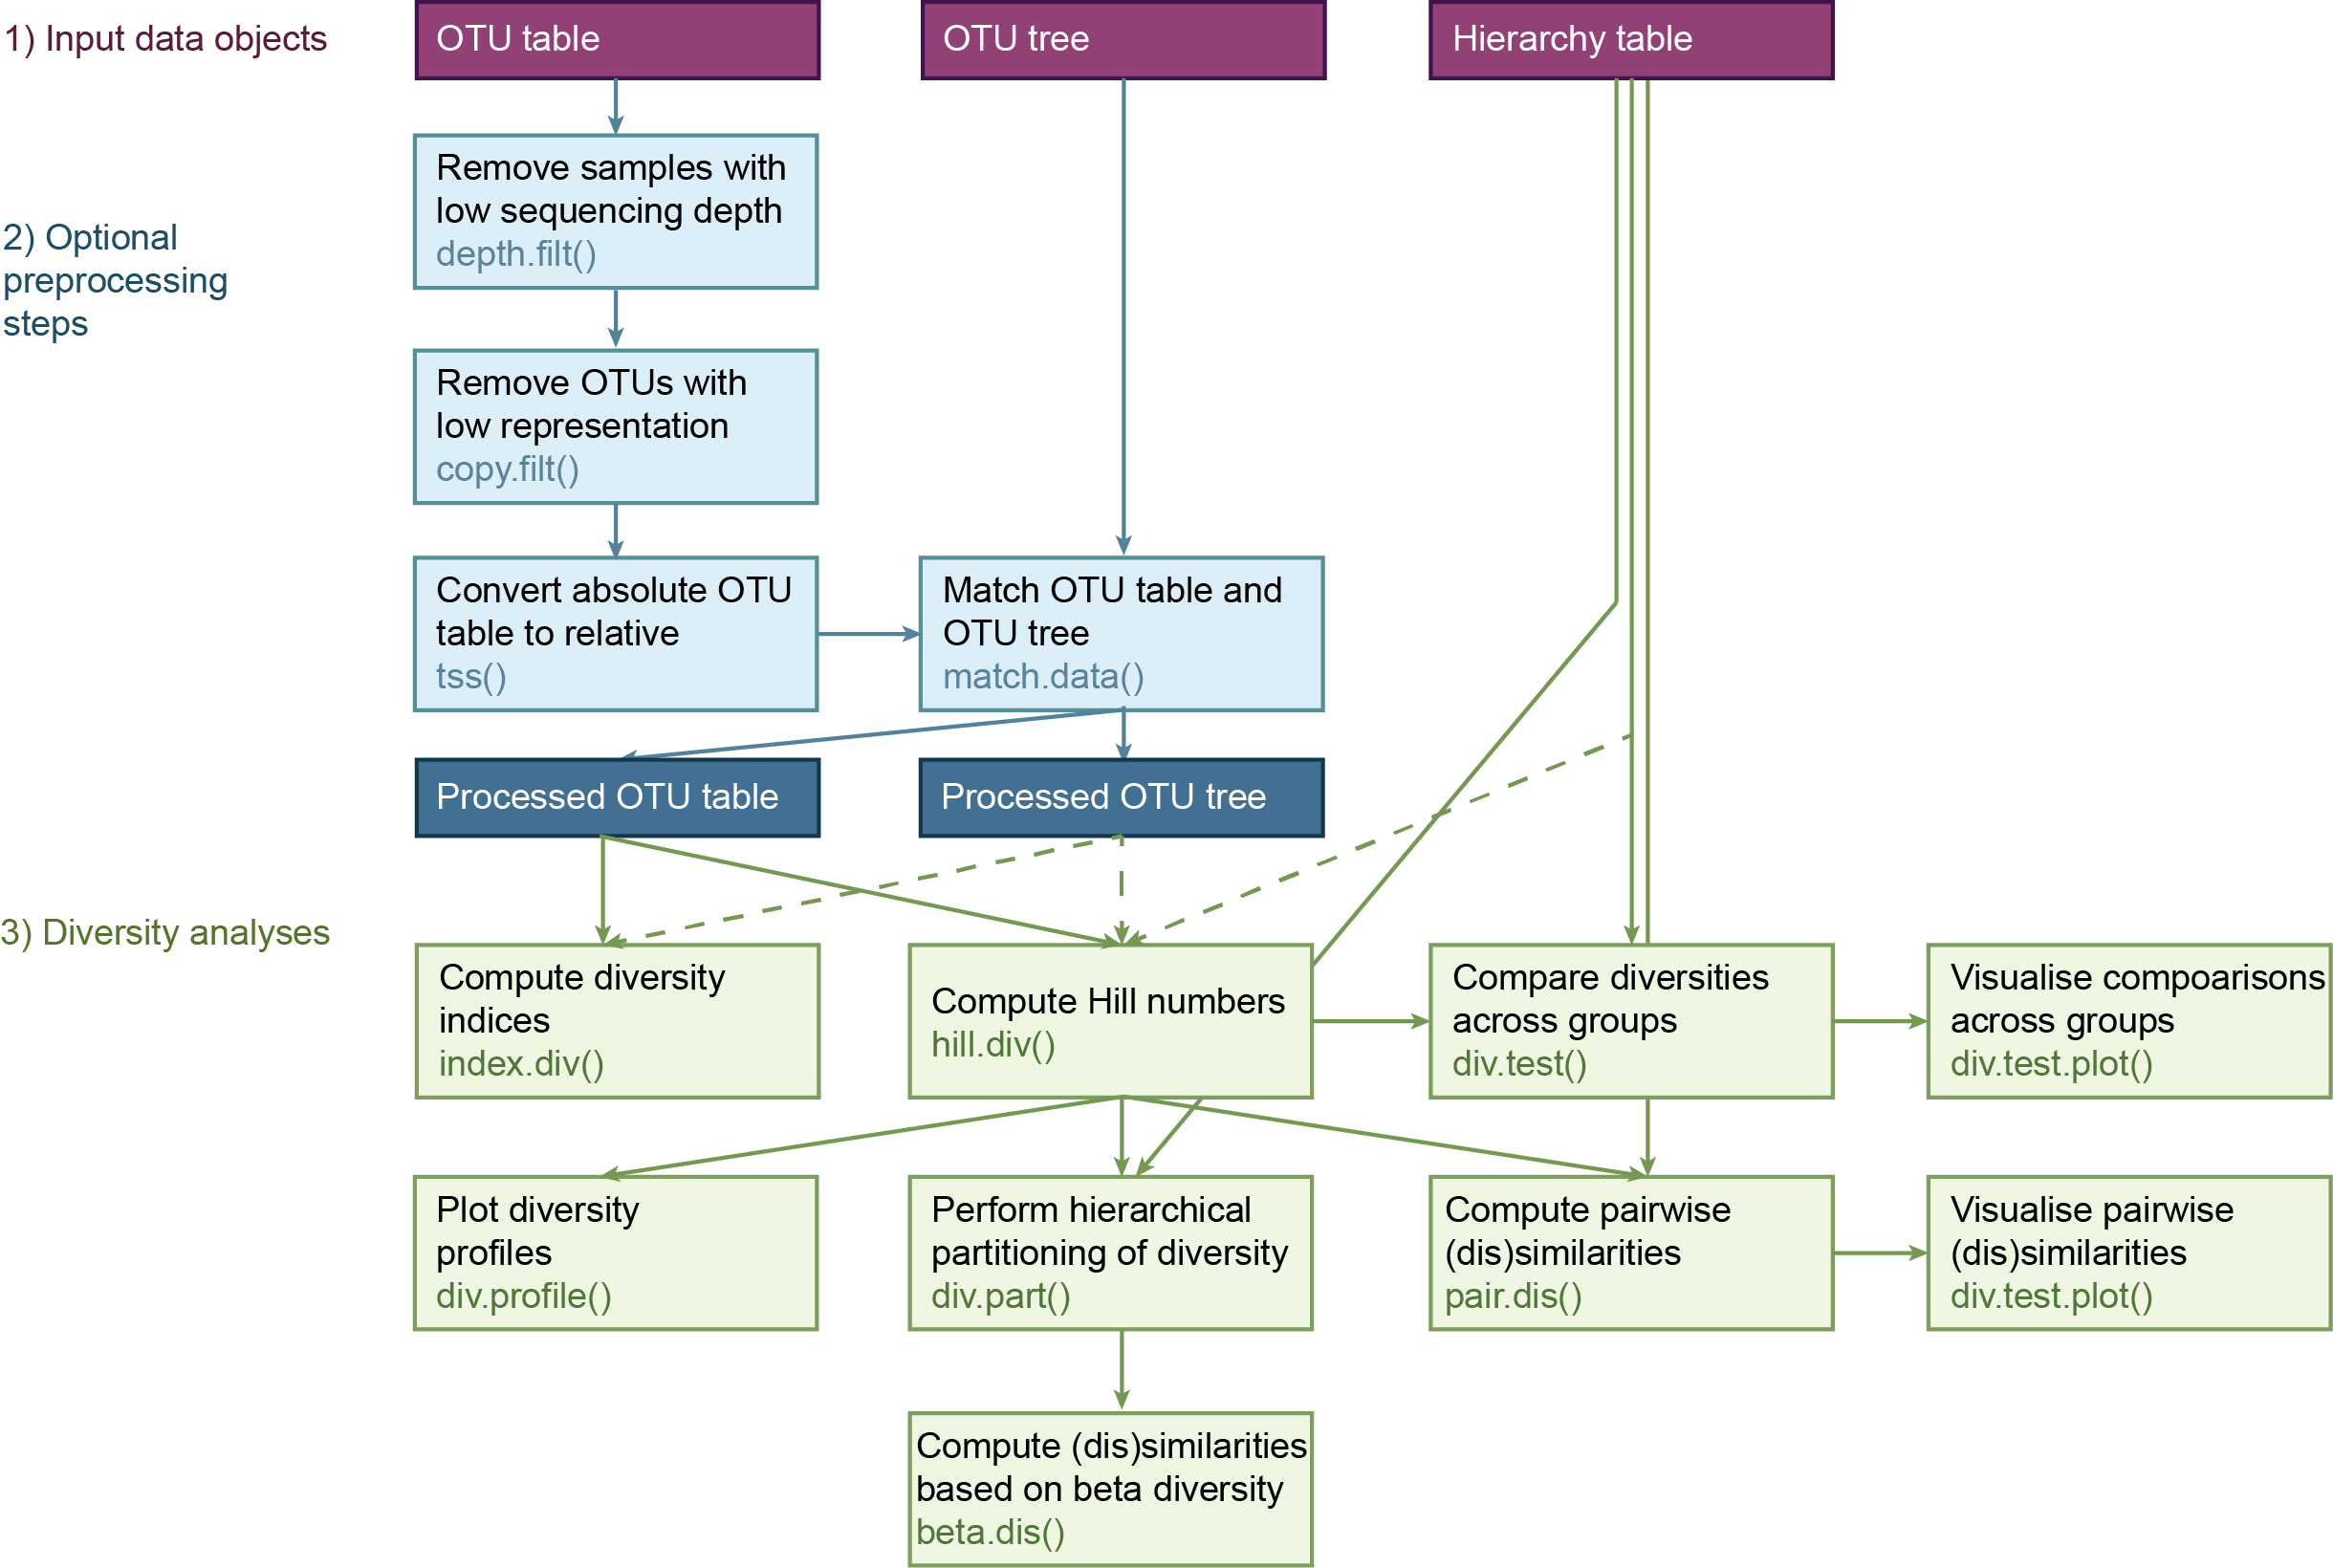 1) Input data objects
OTU table
OTU tree
Hierarchy table
2) Optional
preprocessing
steps
Remove samples with
low sequencing depth
depth.filt()
Remove OTUs with
low representation
copy.filt()
Convert absolute OTU
table to relative
tss()
Match OTU table and
OTU tree
match.data()
Processed OTU table
Processed OTU tree
3) Diversity analyses
Compute diversity
indices
index.div()
Compute Hill numbers
hill.div()
Compare diversities
across groups
div.test()
Visualise compoarisons
across groups
div.test.plot()
Plot diversity
profiles
div.profile()
Perform hierarchical
partitioning of diversity
div.part()
Compute pairwise
(dis)similarities
pair.dis()
Visualise pairwise
(dis)similarities
div.test.plot()
Compute (dis)similarities
based on beta diversity
beta.dis()